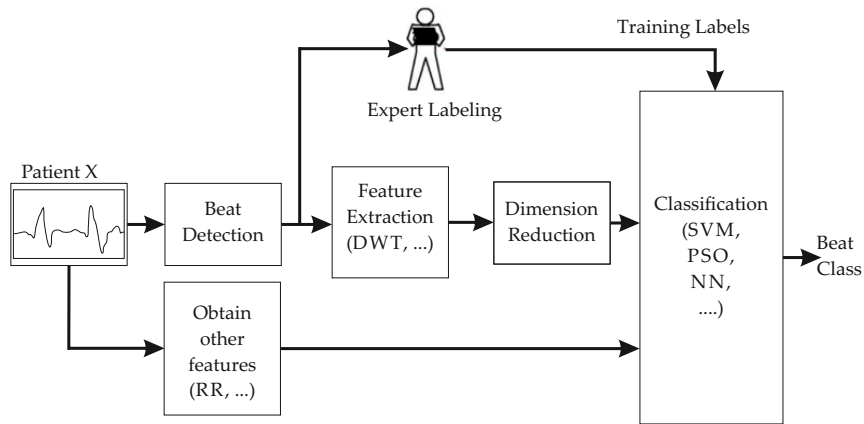 Training Labels
Expert Labeling
Patient X
Beat
Detection
Feature
Extraction
(DWT, ...)
Dimension
Reduction
Classification
(SVM,
PSO,
NN,
....)
Beat
Class
Obtain
other
features
(RR, ...)